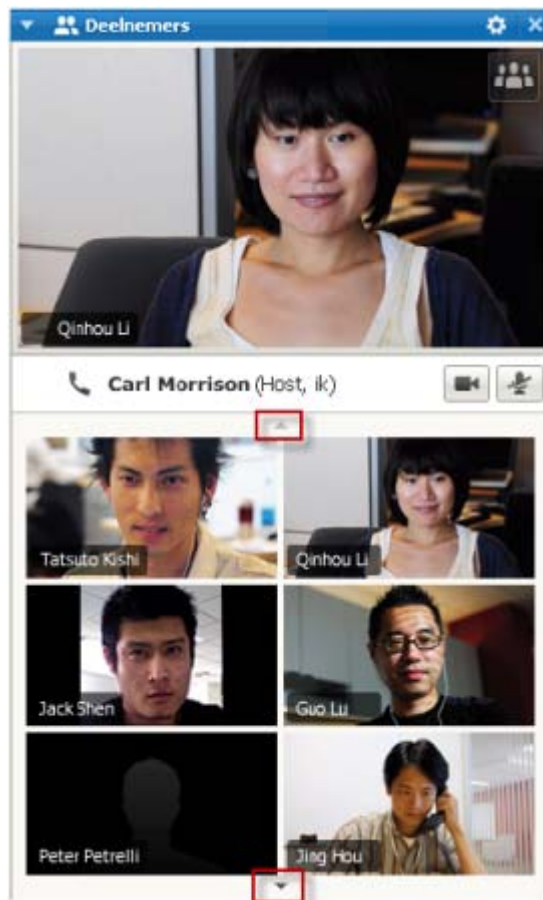 Deelnemers
Qinhou Li
Carl Morrison (Host, ik)
Tatsuto Kishi
Qinhou Li
Jack Shen
Guo Lu
Peter Petrelli
Jing Hou